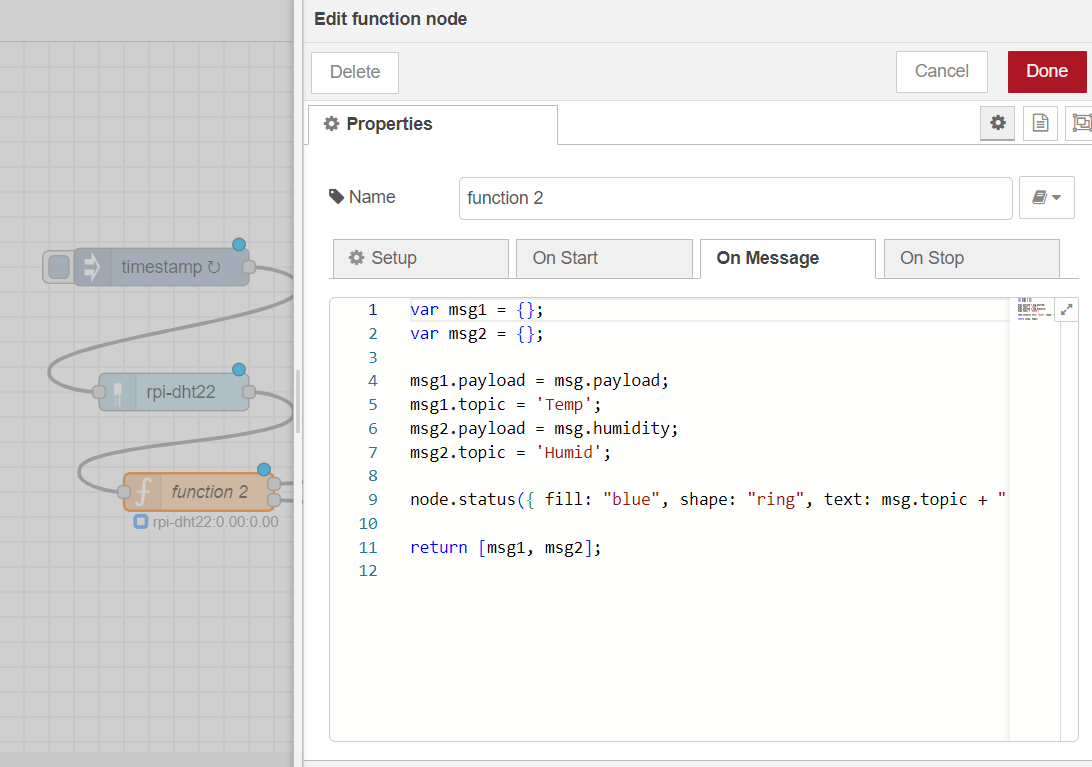 Edit function node
Delete
Cancel
Done
Properties
Name
function 2
Setup
On Start
On Message
On Stop
1 var msg1 = {};
2 var msg2 = {};
3
4 msg1.payload = msg.payload;
5 msg1.topic = 'Temp';
6 msg2.payload = msg.humidity;
7 msg2.topic = 'Humid';
8
9 node.status({ fill: "blue", shape: "ring", text: msg.topic + "
10
11 return [msg1, msg2];
12
timestamp ↻
rpi-dht22
function 2
rpi-dht22:0.00:0.00